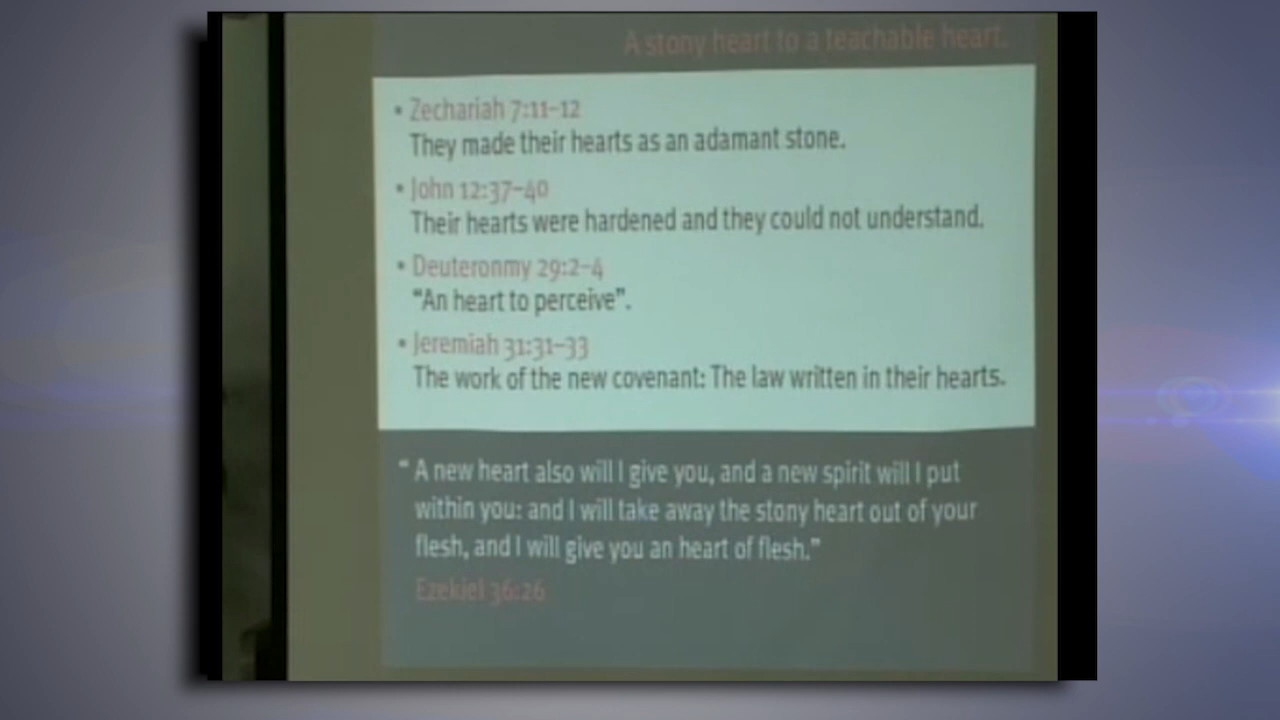 A stony heart to a teachable heart.
• Zechariah 7:11–12
They made their hearts as an adamant stone.
• John 12:37–40
Their hearts were hardened and they could not understand.
• Deuteronmy 29:2–4
“An heart to perceive”.
• Jeremiah 31:31–33
The work of the new covenant: The law written in their hearts.
“ A new heart also will I give you, and a new spirit will I put
within you: and I will take away the stony heart out of your
flesh, and I will give you an heart of flesh.”
Ezekiel 36:26